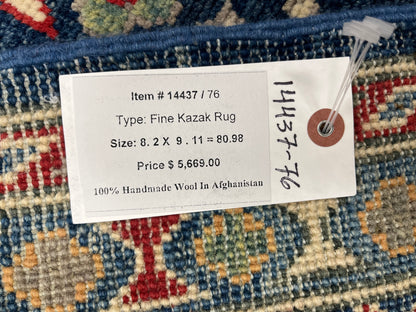 Item # 14437 / 76
Type: Fine Kazak Rug
Size: 8. 2 X 9 . 11 = 80.98
Price $ 5,669.00
100% Handmade Wool In Afghanistan
14437-76